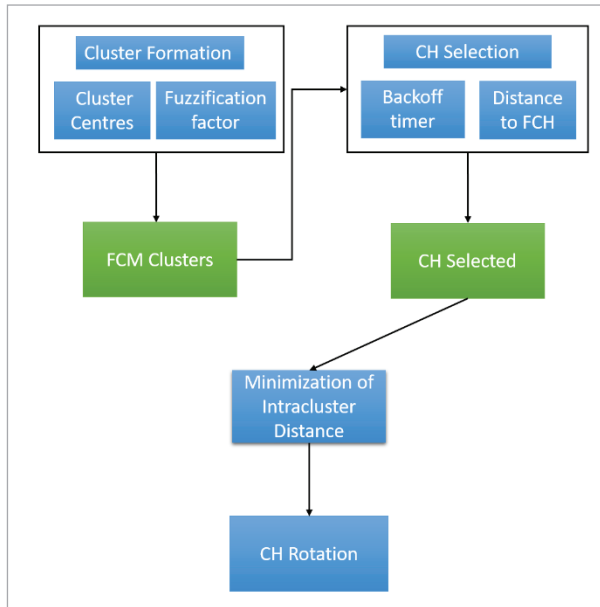 Cluster Formation
Cluster
Centres
Fuzzification
factor
CH Selection
Backoff
timer
Distance
to FCH
FCM Clusters
CH Selected
Minimization of
Intracluster
Distance
CH Rotation